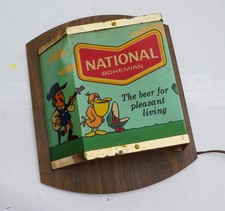 NATIONAL
BOHEMIAN
The beer for
pleasant
living